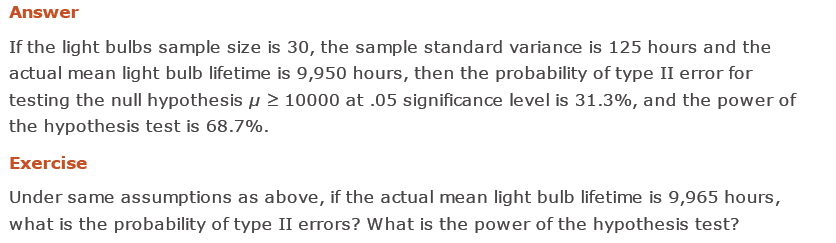 Answer
If the light bulbs sample size is 30, the sample standard variance is 125 hours and the
actual mean light bulb lifetime is 9,950 hours, then the probability of type II error for
testing the null hypothesis μ ≥ 10000 at .05 significance level is 31.3%, and the power of
the hypothesis test is 68.7%.
Exercise
Under same assumptions as above, if the actual mean light bulb lifetime is 9,965 hours,
what is the probability of type II errors? What is the power of the hypothesis test?